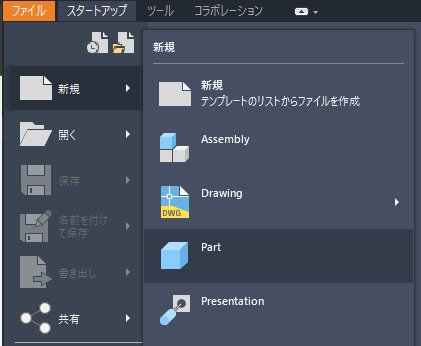 ファイル スタートアップ ツール コラボレーション
新規
開く
保存
名前を付け
て保存
書き出し
共有
新規
新規
テンプレートのリストからファイルを作成
Assembly
Drawing
DWG
Part
Presentation